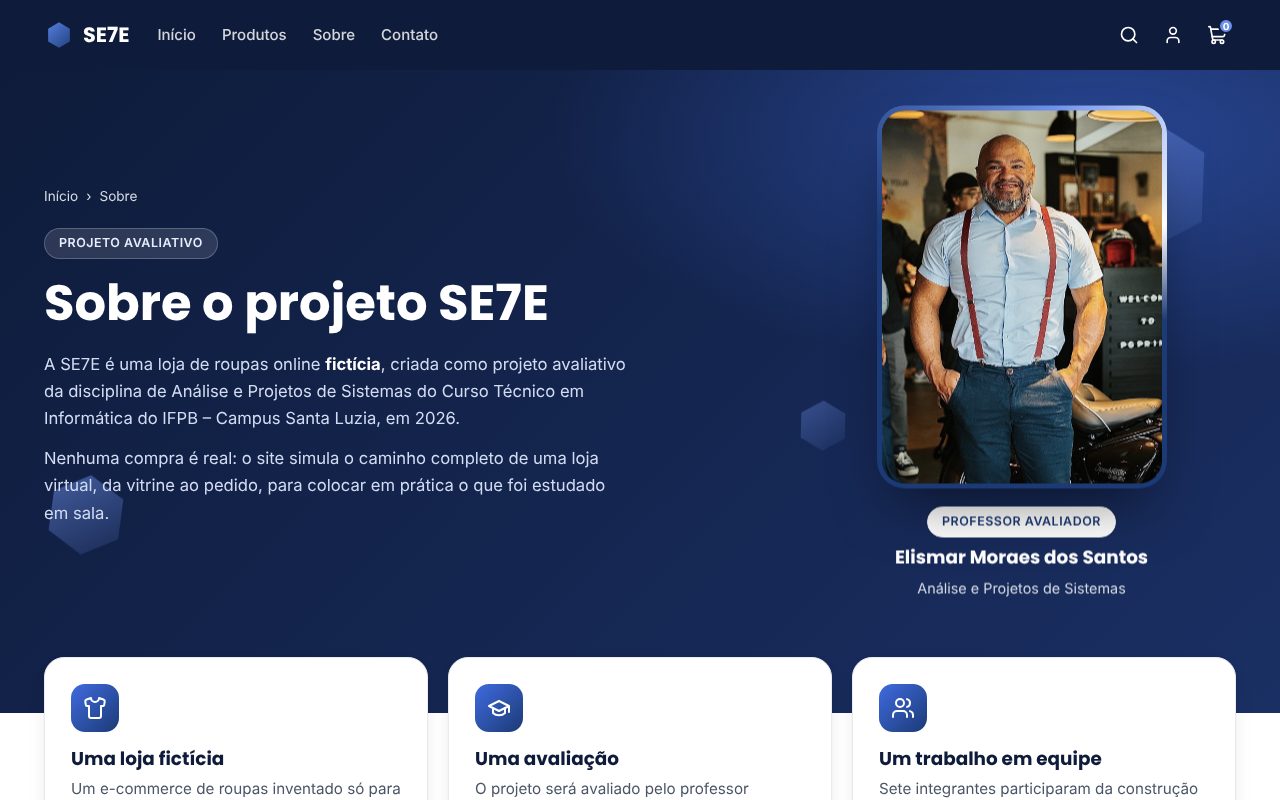 SE7E
Início
Produtos
Sobre
Contato
0
Início › Sobre
PROJETO AVALIATIVO
Sobre o projeto SE7E
A SE7E é uma loja de roupas online fictícia, criada como projeto avaliativo
da disciplina de Análise e Projetos de Sistemas do Curso Técnico em
Informática do IFPB – Campus Santa Luzia, em 2026.
Nenhuma compra é real: o site simula o caminho completo de uma loja
virtual, da vitrine ao pedido, para colocar em prática o que foi estudado
em sala.
WELCOM
TO
PROFESSOR AVALIADOR
Elismar Moraes dos Santos
Análise e Projetos de Sistemas
Uma loja fictícia
Um e-commerce de roupas inventado só para
Uma avaliação
O projeto será avaliado pelo professor
Um trabalho em equipe
Sete integrantes participaram da construção